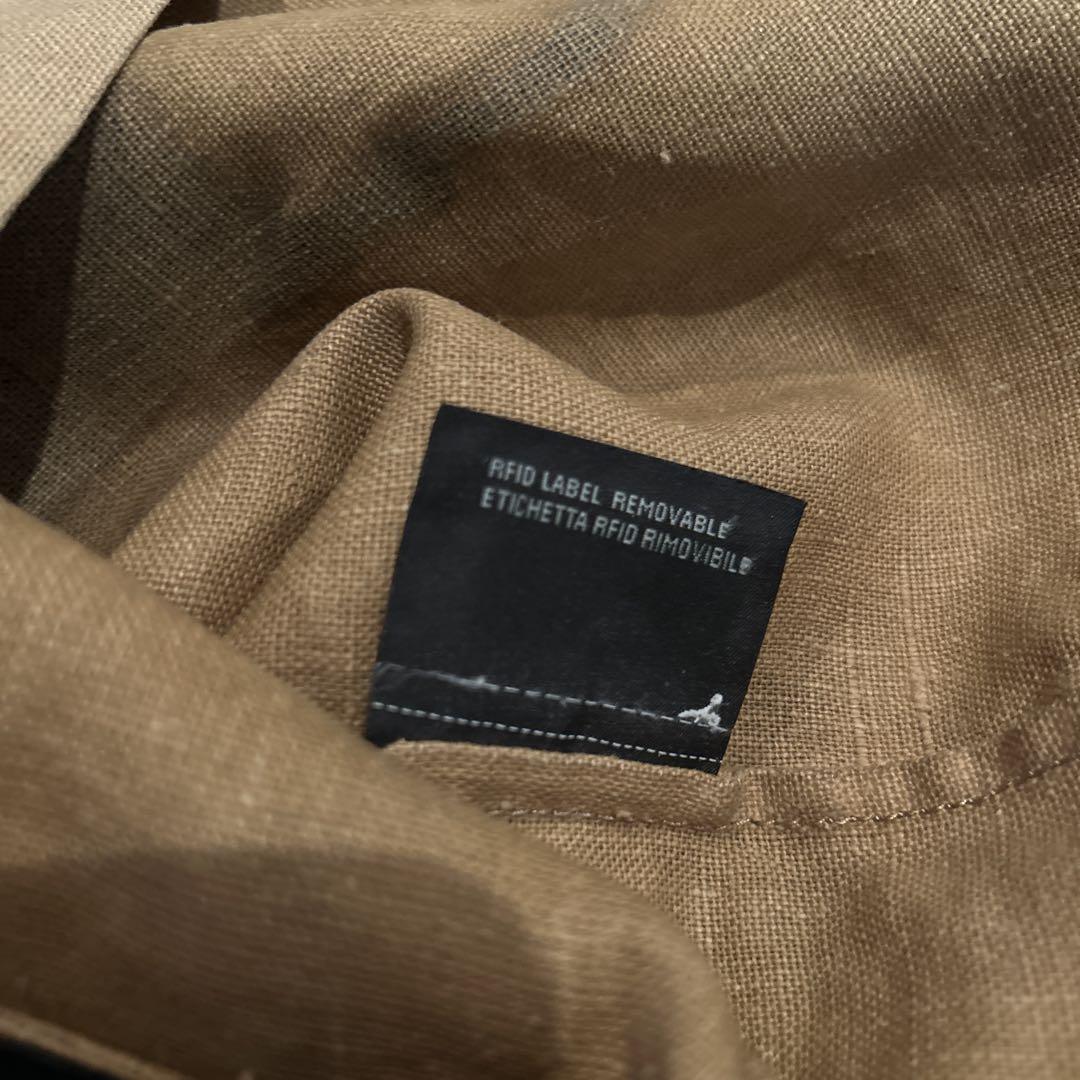 RFID LABEL REMOVABLE
ETICHETTA RFID RIMOVIBILE